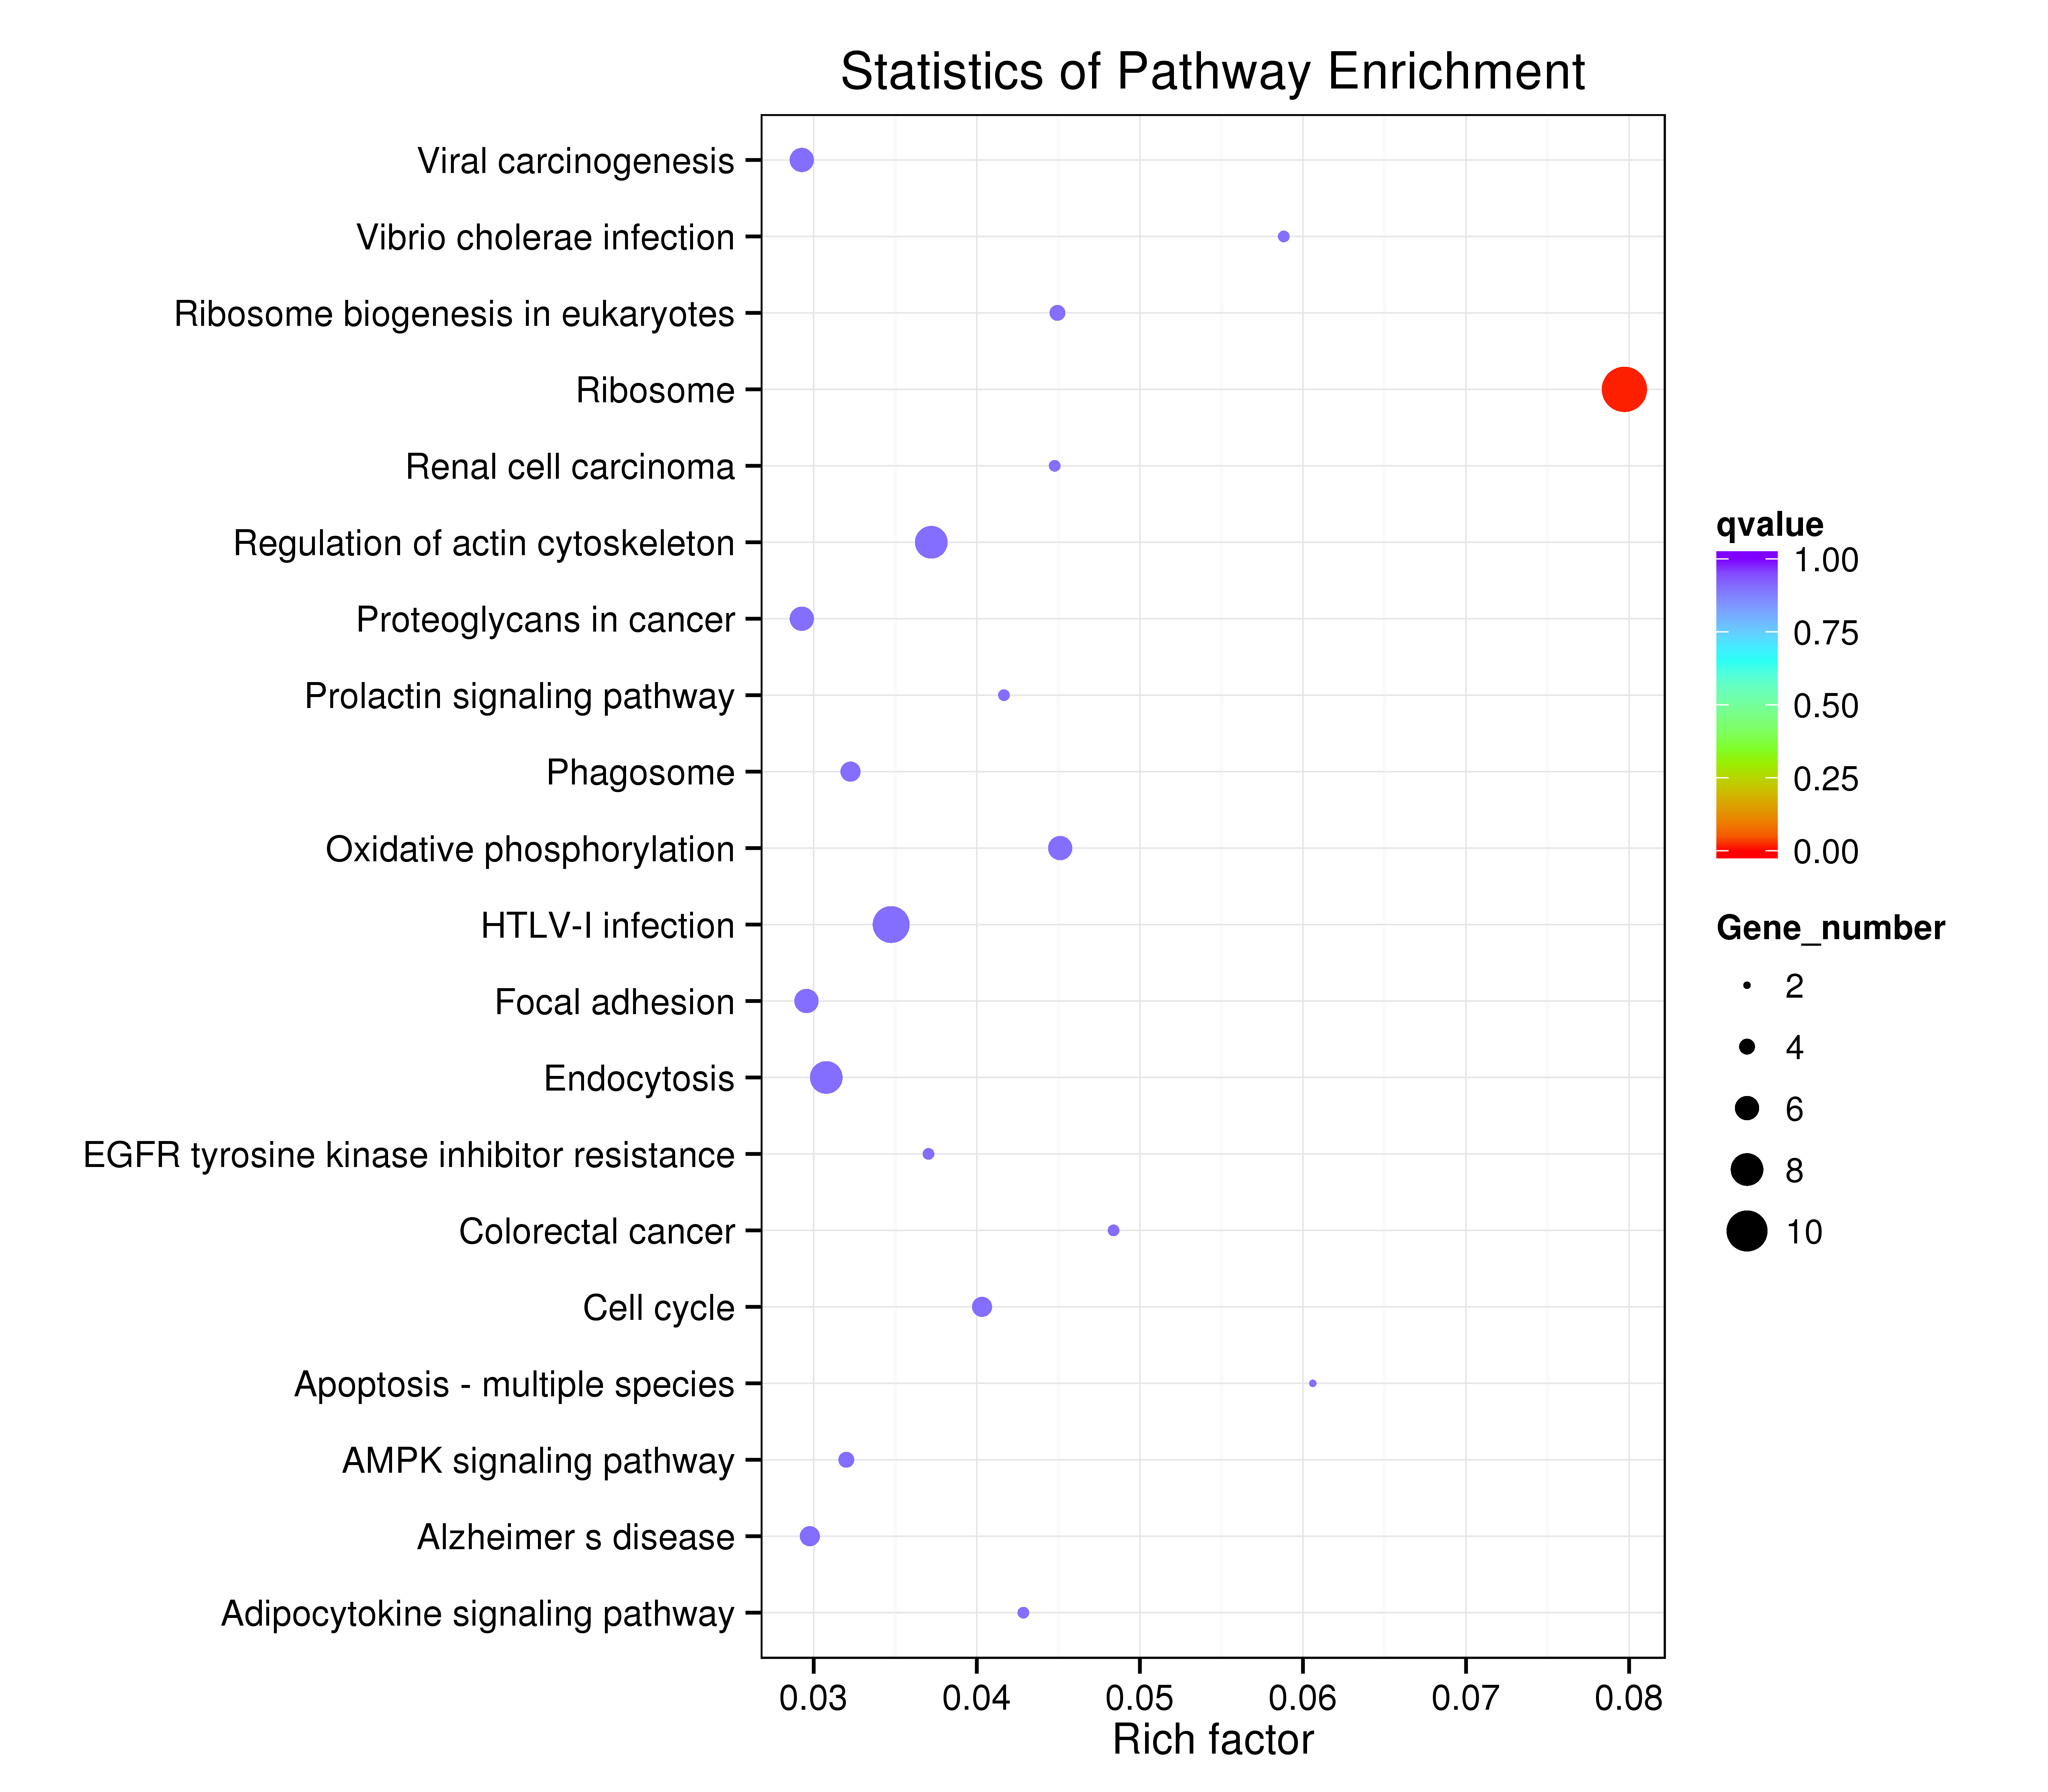 Statistics of Pathway Enrichment
Viral carcinogenesis
Vibrio cholerae infection
Ribosome biogenesis in eukaryotes
Ribosome
Renal cell carcinoma
Regulation of actin cytoskeleton
Proteoglycans in cancer
Prolactin signaling pathway
Phagosome
Oxidative phosphorylation
HTLV-I infection
Focal adhesion
Endocytosis
EGFR tyrosine kinase inhibitor resistance
Colorectal cancer
Cell cycle
Apoptosis - multiple species
AMPK signaling pathway
Alzheimer s disease
Adipocytokine signaling pathway
0.03 0.04 0.05 0.06 0.07 0.08
Rich factor
qvalue
1.00
0.75
0.50
0.25
0.00
Gene_number
2
4
6
8
10